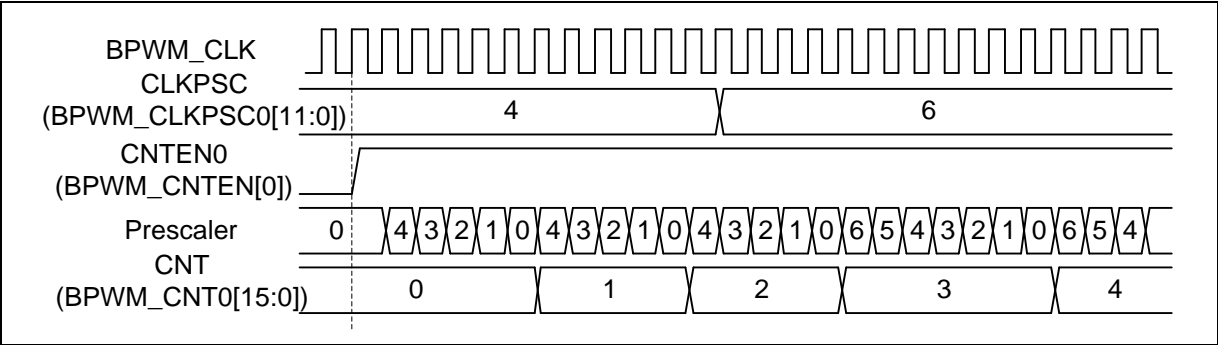 BPWM_CLK
CLKPSC
(BPWM_CLKPSC0[11:0]) 4 6
CNTEN0
(BPWM_CNTEN[0])
Prescaler 0 4 3 2 1 0 4 3 2 1 0 4 3 2 1 0 6 5 4 3 2 1 0 6 5 4
CNT
(BPWM_CNT0[15:0]) 0 1 2 3 4